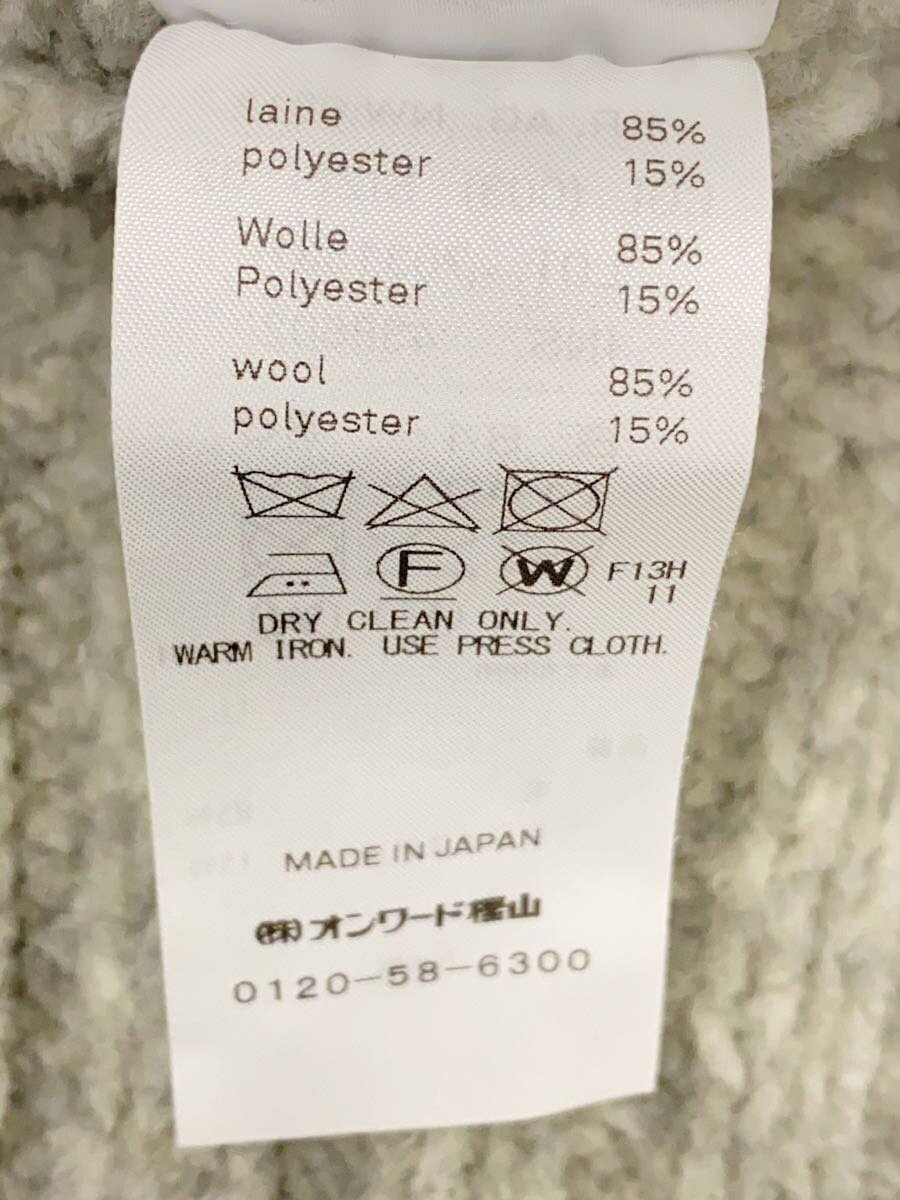 laine 85%
polyester 15%
Wolle 85%
Polyester 15%
wool 85%
polyester 15%
F W F13H
11
DRY CLEAN ONLY.
WARM IRON. USE PRESS CLOTH.
MADE IN JAPAN
㈱オンワード樫山
0120-58-6300